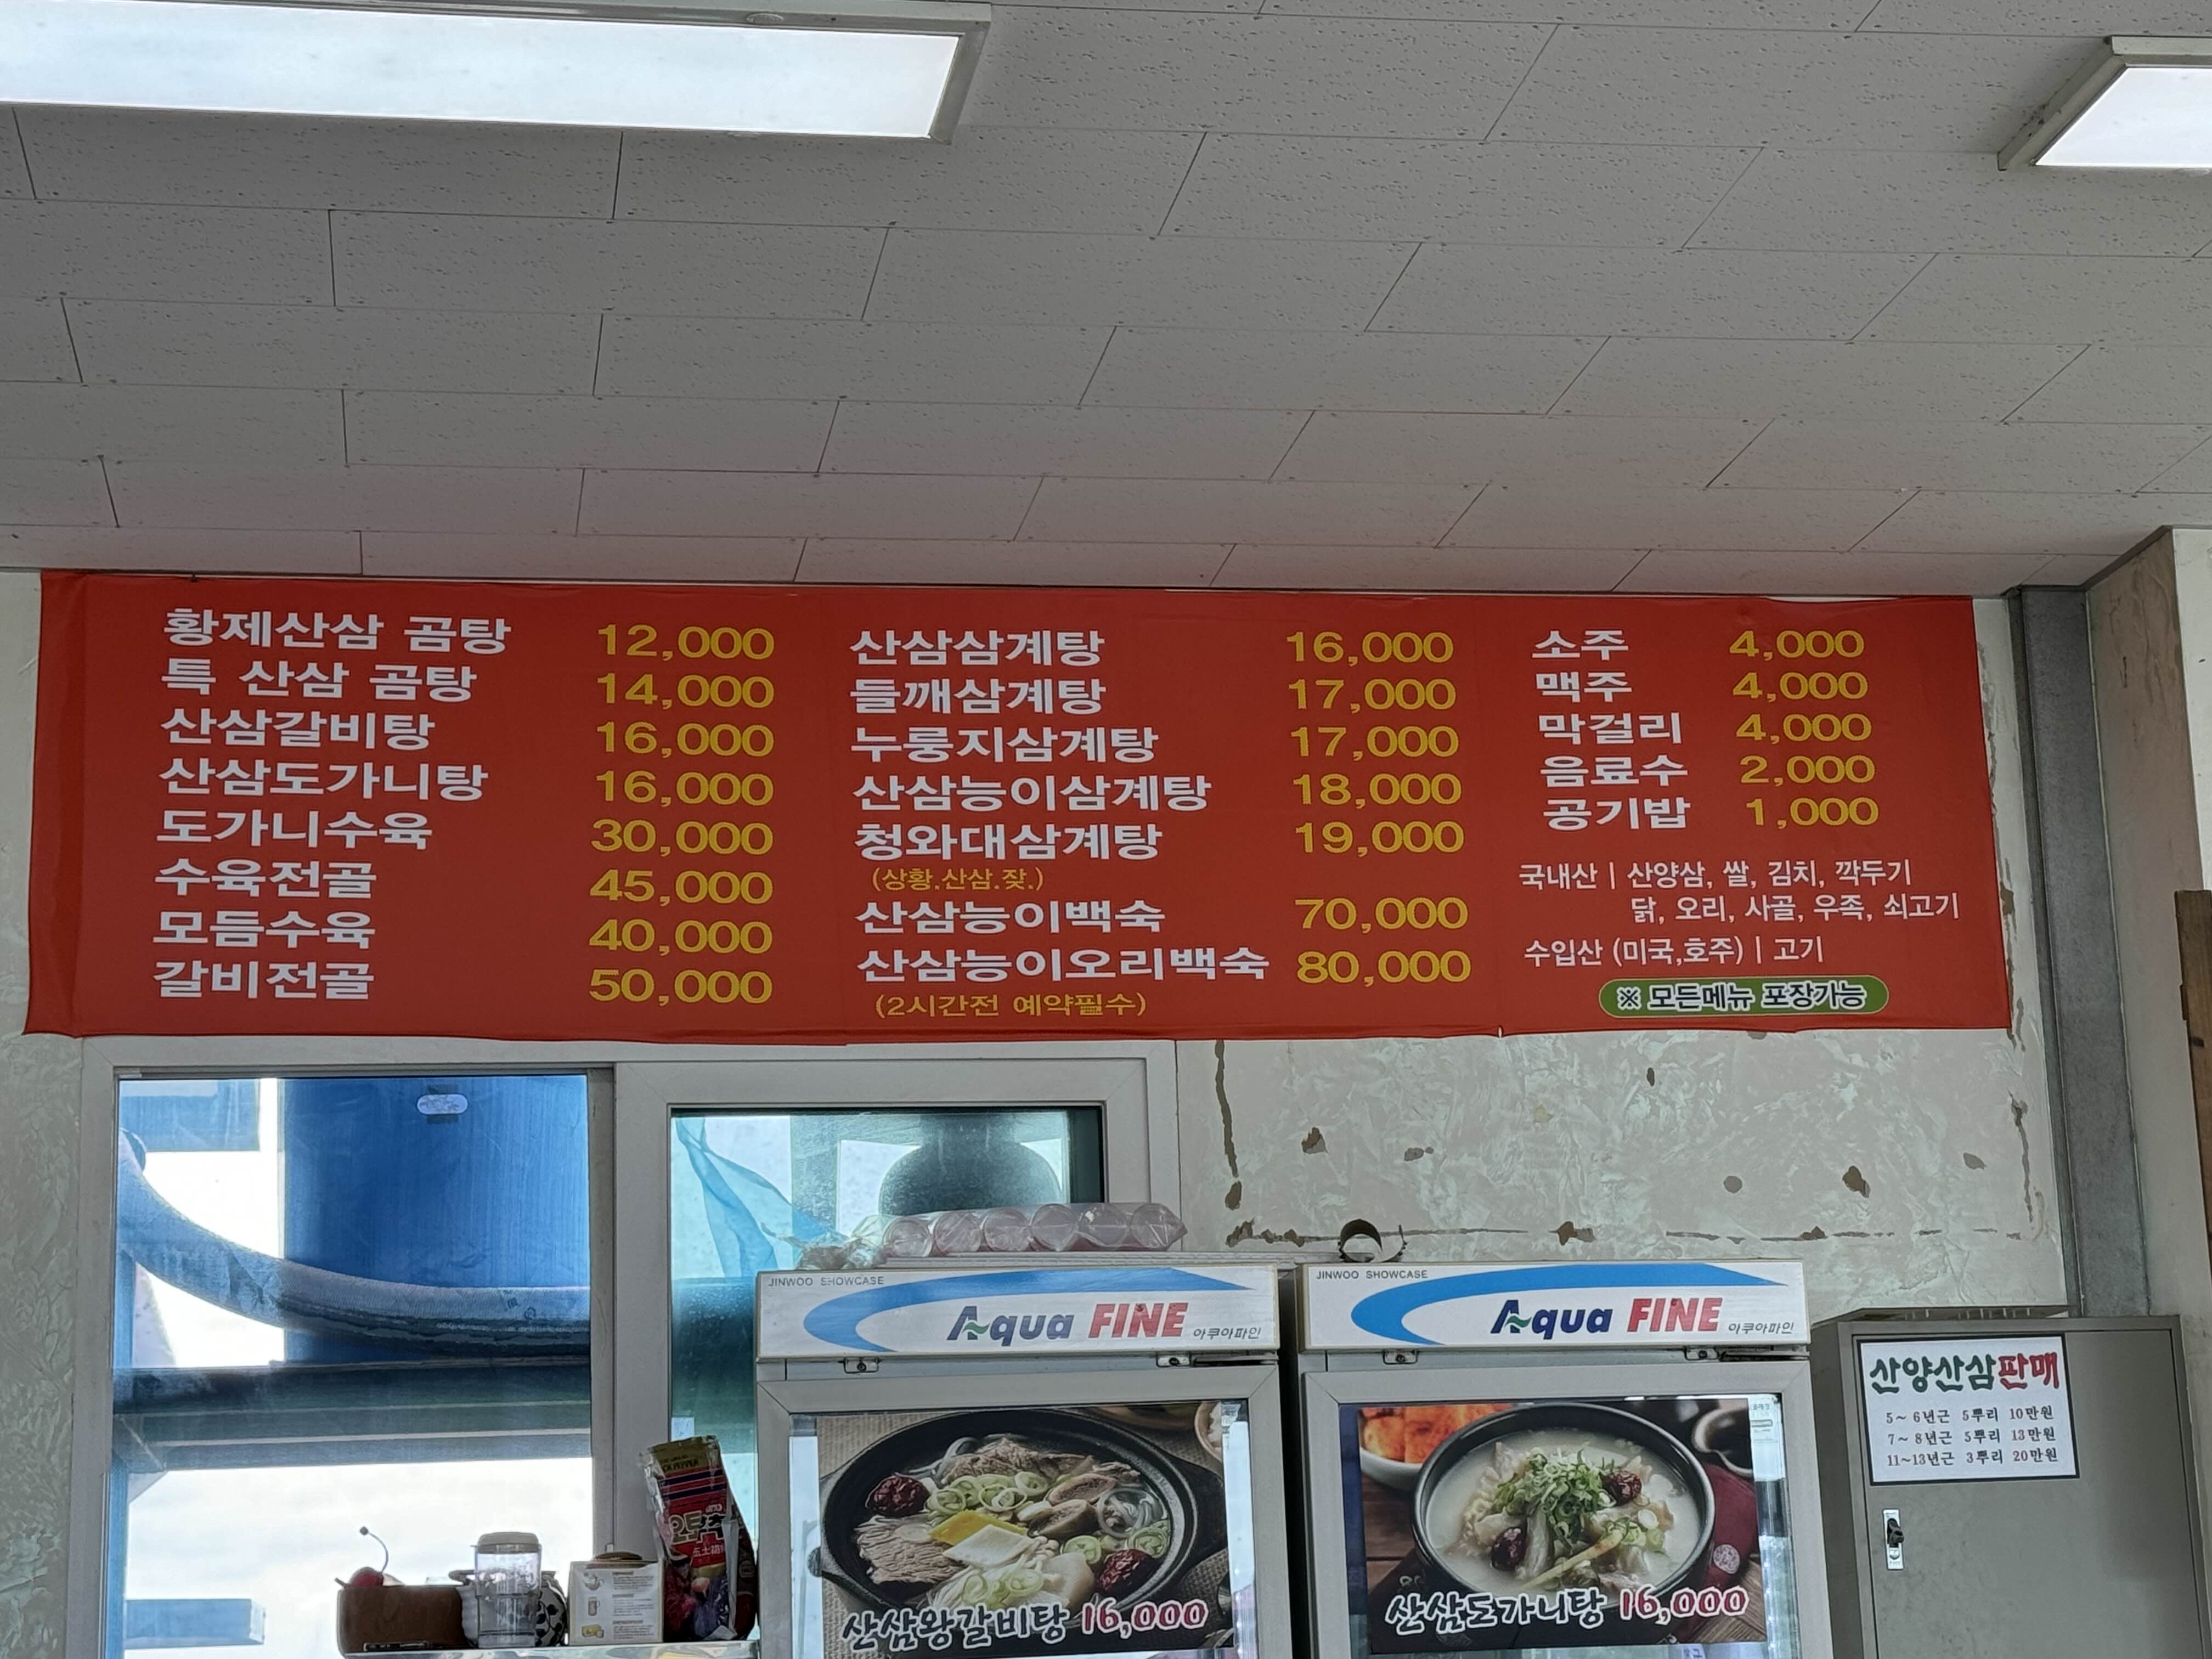 황제산삼 곰탕 12,000
특 산삼 곰탕 14,000
산삼갈비탕 16,000
산삼도가니탕 16,000
도가니수육 30,000
수육전골 45,000
모듬수육 40,000
갈비전골 50,000
산삼삼계탕 16,000
들깨삼계탕 17,000
누룽지삼계탕 17,000
산삼능이삼계탕 18,000
청와대삼계탕 19,000
(상황.산삼.잦.)
산삼능이백숙 70,000
산삼능이오리백숙 80,000
(2시간전 예약필수)
소주 4,000
맥주 4,000
막걸리 4,000
음료수 2,000
공기밥 1,000
국내산 | 산양삼, 쌀, 김치, 깍두기
닭, 오리, 사골, 우족, 쇠고기
수입산 (미국,호주) | 고기
※ 모든메뉴 포장가능
JINWOO SHOWCASE
Aqua FINE 아쿠아파인
산삼왕갈비탕 16,000
JINWOO SHOWCASE
Aqua FINE 아쿠아파인
산삼도가니탕 16,000
산양산삼판매
5~6년근 5뿌리 10만원
7~8년근 5뿌리 13만원
11~13년근 3뿌리 20만원